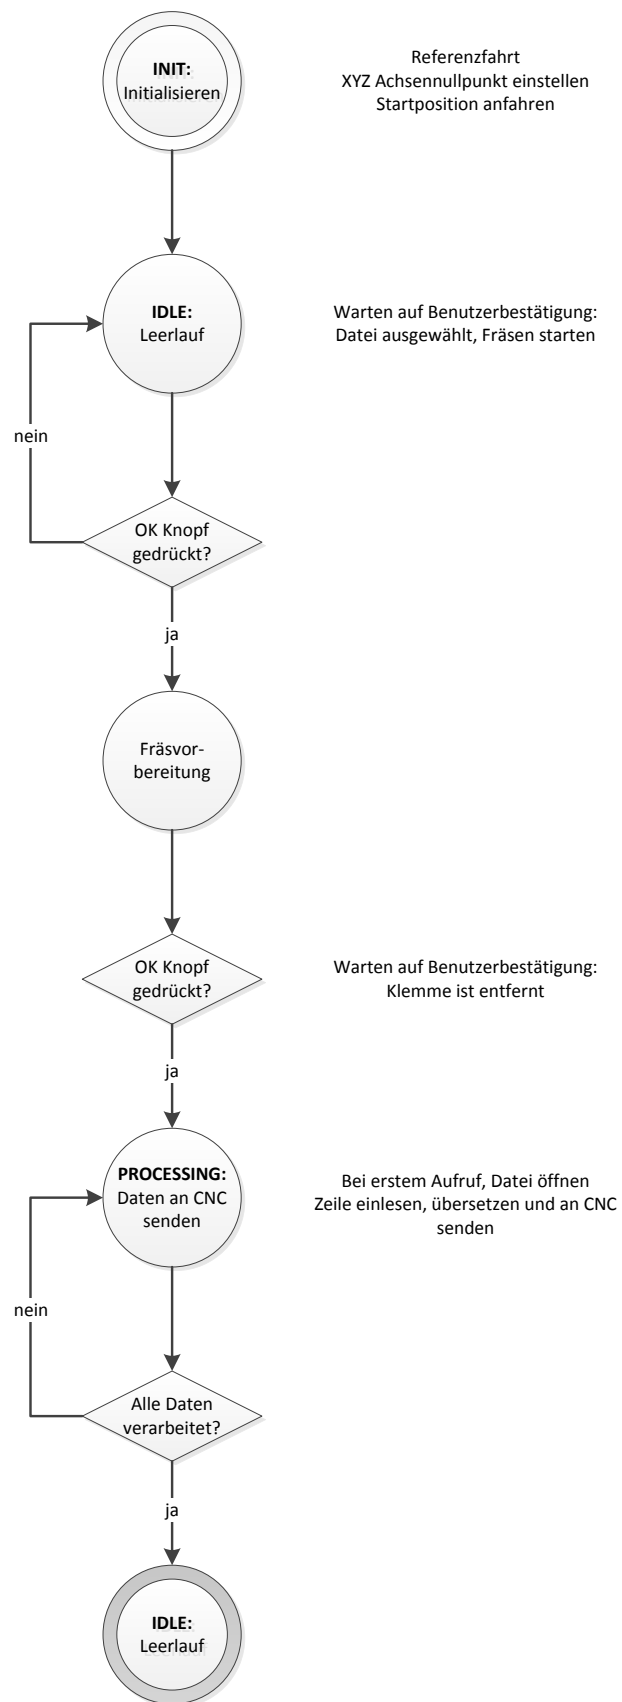 INIT:
Initialisieren
Referenzfahrt
XYZ Achsennullpunkt einstellen
Startposition anfahren
IDLE:
Leerlauf
Warten auf Benutzerbestätigung:
Datei ausgewählt, Fräsen starten
nein
OK Knopf
gedrückt?
ja
Fräsvor-
bereitung
OK Knopf
gedrückt?
Warten auf Benutzerbestätigung:
Klemme ist entfernt
ja
PROCESSING:
Daten an CNC
senden
Bei erstem Aufruf, Datei öffnen
Zeile einlesen, übersetzen und an CNC
senden
nein
Alle Daten
verarbeitet?
ja
IDLE:
Leerlauf